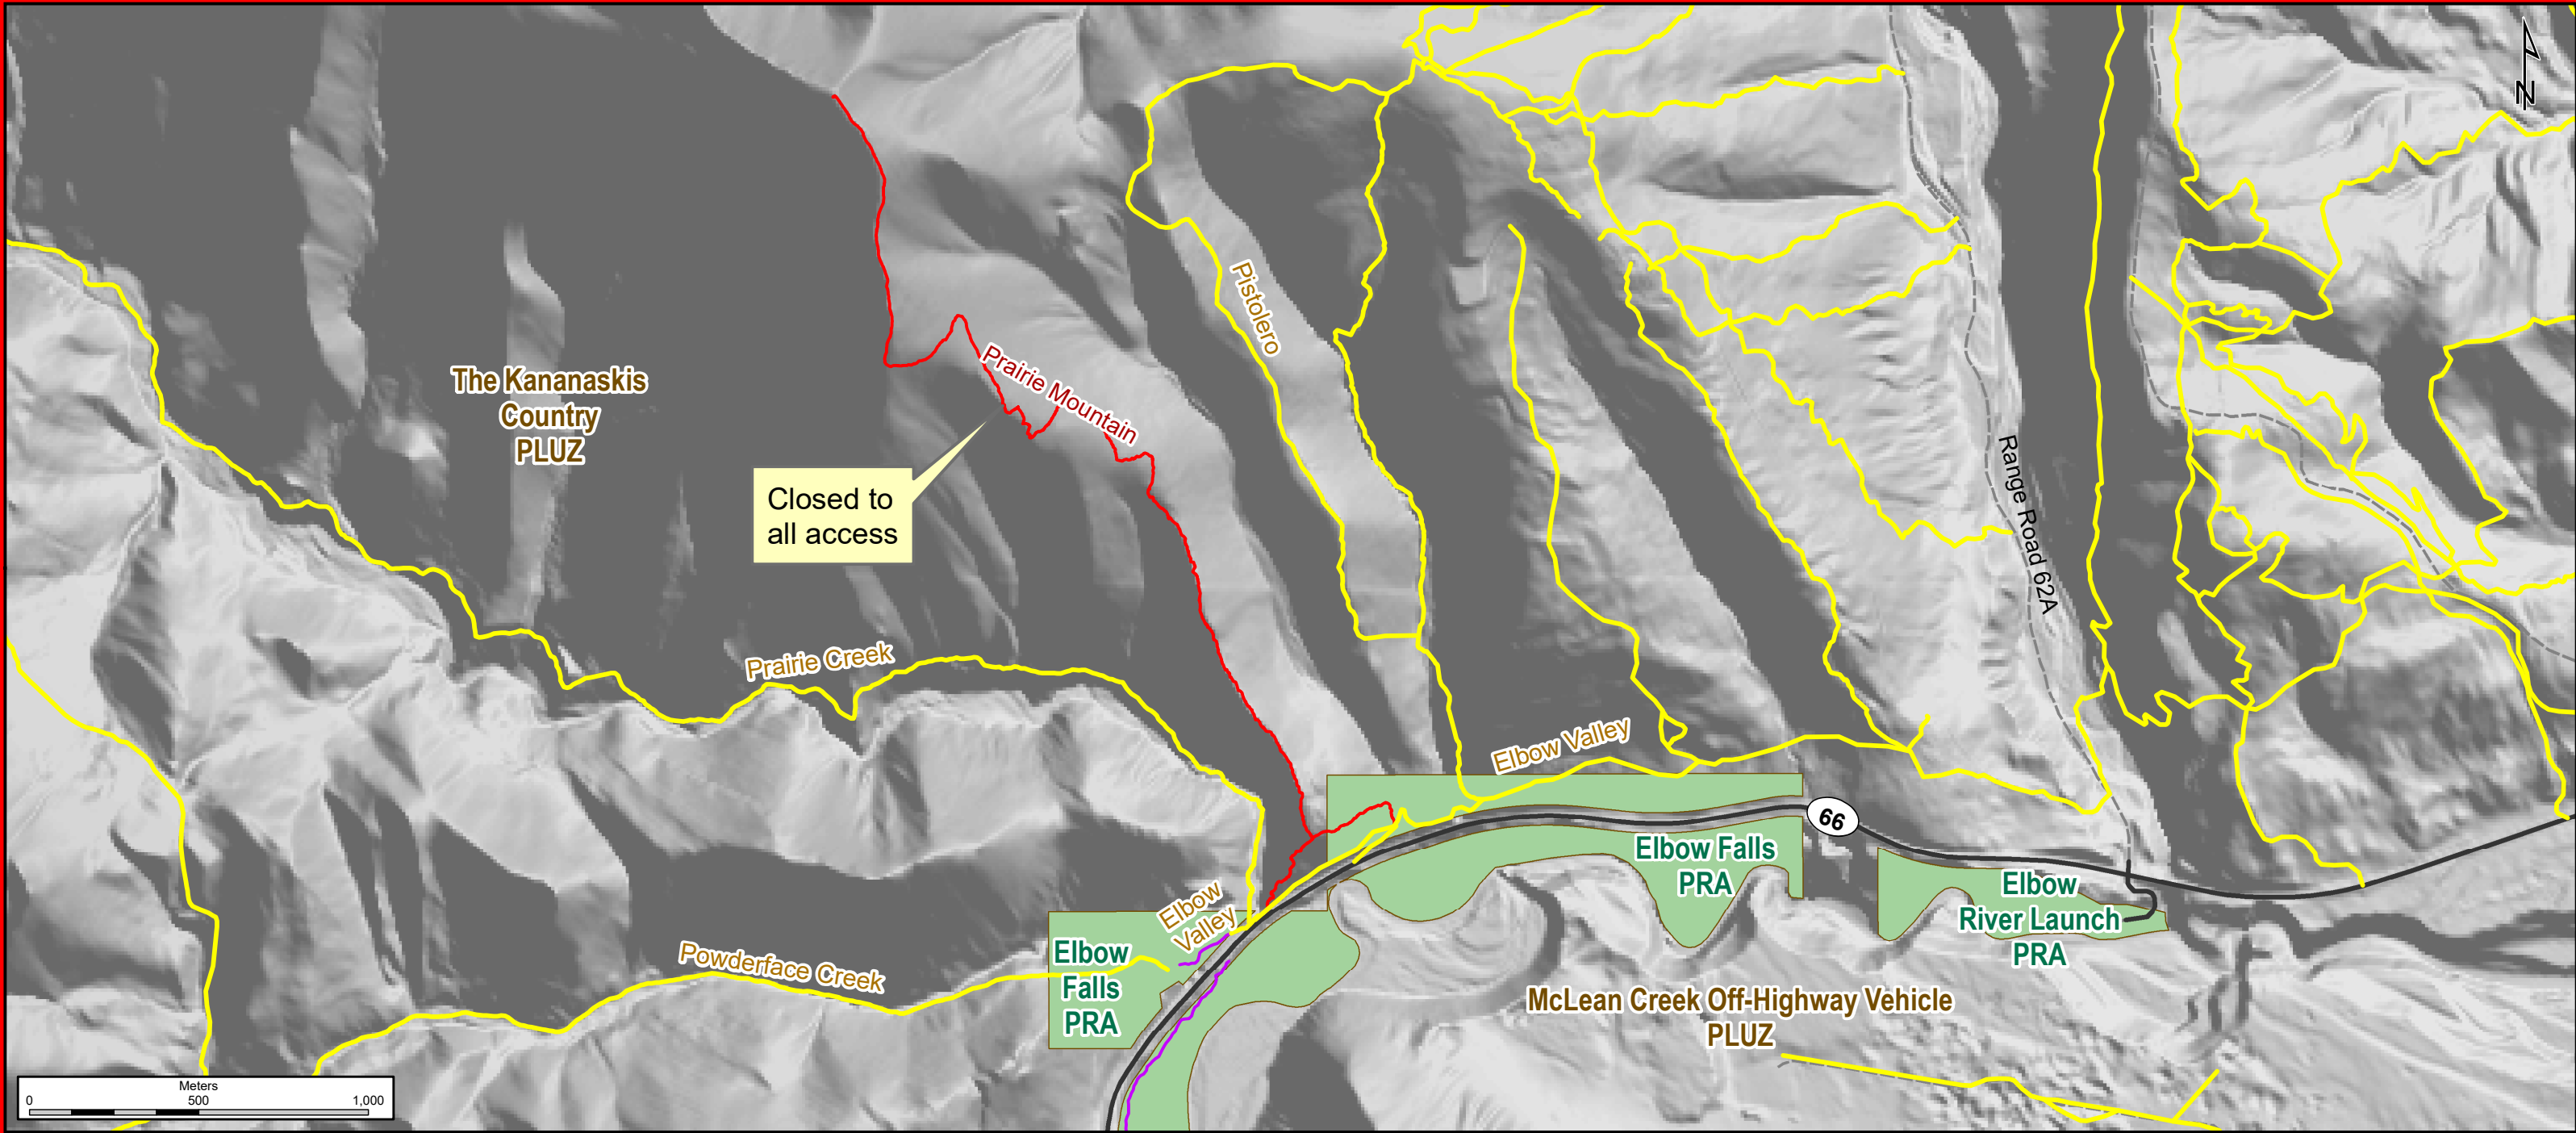 N
Pistolero
Prairie Mountain
The Kananaskis
Country
PLUZ
Closed to
all access
Range Road 62A
Prairie Creek
Elbow Valley
66
Elbow Falls
PRA
Elbow
River Launch
PRA
Elbow
Valley
Elbow
Falls
PRA
Powderface Creek
McLean Creek Off-Highway Vehicle
PLUZ
Meters
0 500 1,000